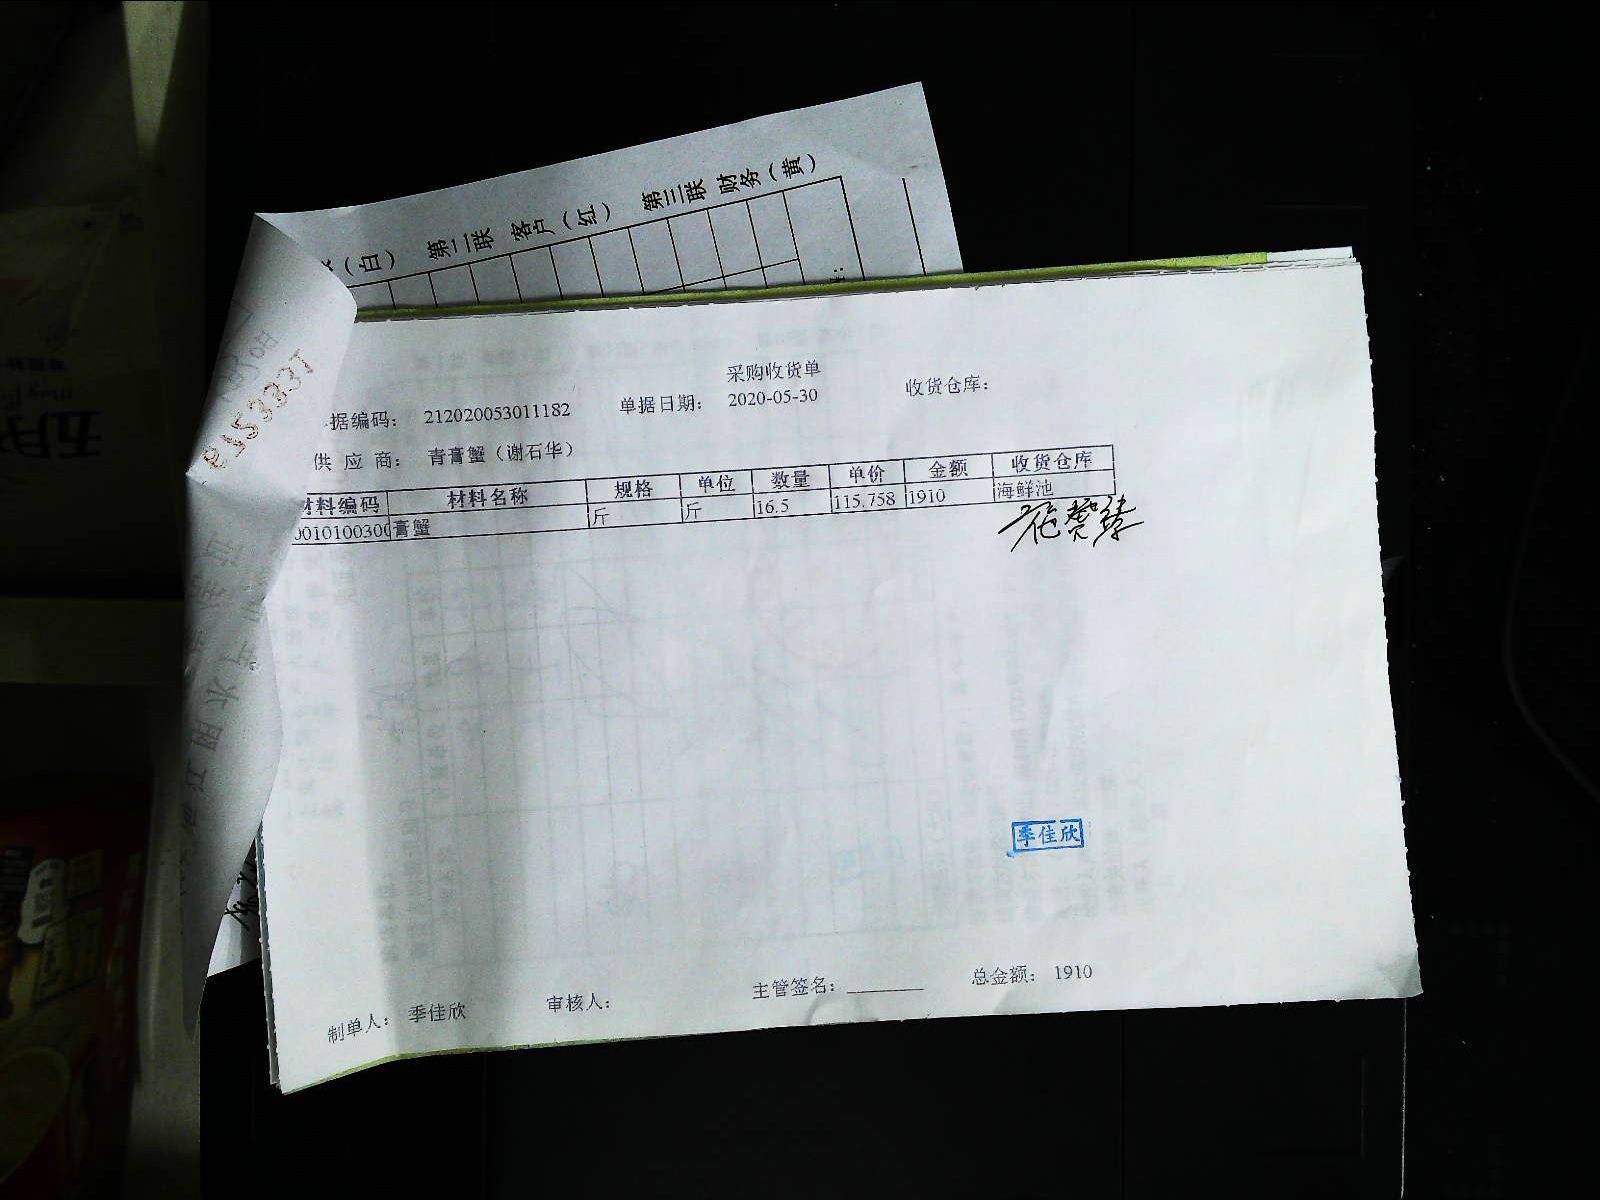 (白) 第二联 客户(红) 第三联 财务(黄)
采购收货单
据编码: 212020053011182 单据日期: 2020-05-30 收货仓库:
供应商: 青膏蟹(谢石华)
材料编码 材料名称 规格 单位 数量 单价 金额 收货仓库
0010100300 膏蟹 斤 斤 16.5 115.758 1910 海鲜池
季佳欣
制单人: 季佳欣 审核人: 主管签名: ________ 总金额: 1910